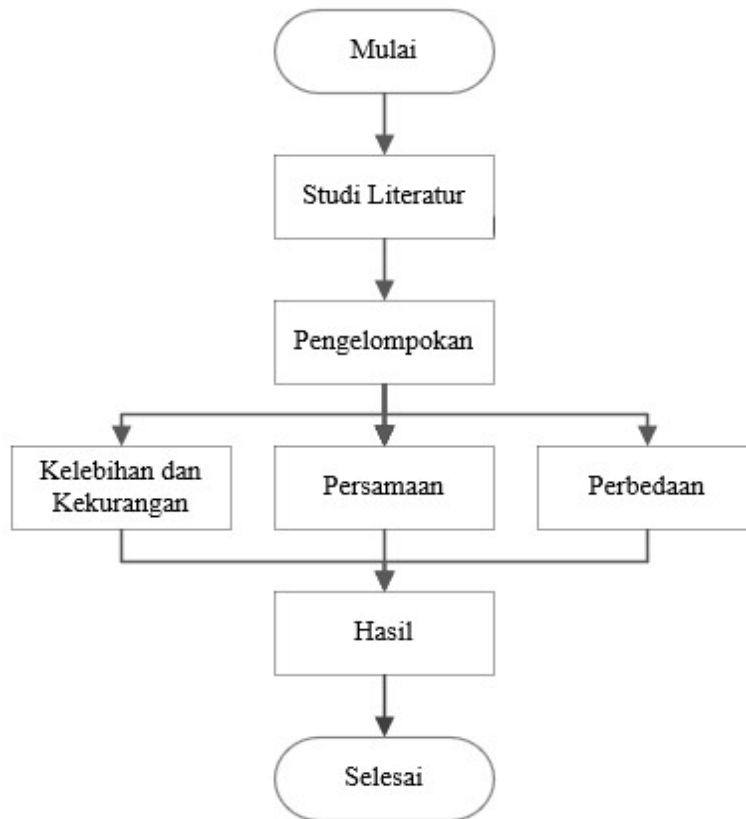 Mulai
Studi Literatur
Pengelompokan
Kelebihan dan
Kekurangan
Persamaan
Perbedaan
Hasil
Selesai